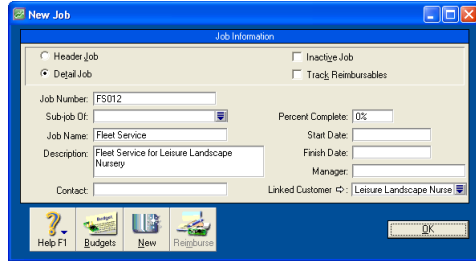 New Job
Job Information
Header Job
Inactive Job
Detail Job
Track Reimbursables
Job Number: FS012
Sub-job Of:
Percent Complete: 0%
Job Name: Fleet Service
Start Date:
Description: Fleet Service for Leisure Landscape
Nursery
Finish Date:
Manager:
Contact:
Linked Customer ⇨: Leisure Landscape Nurse
Budget
Help F1
Budgets
New
Reimburse
OK